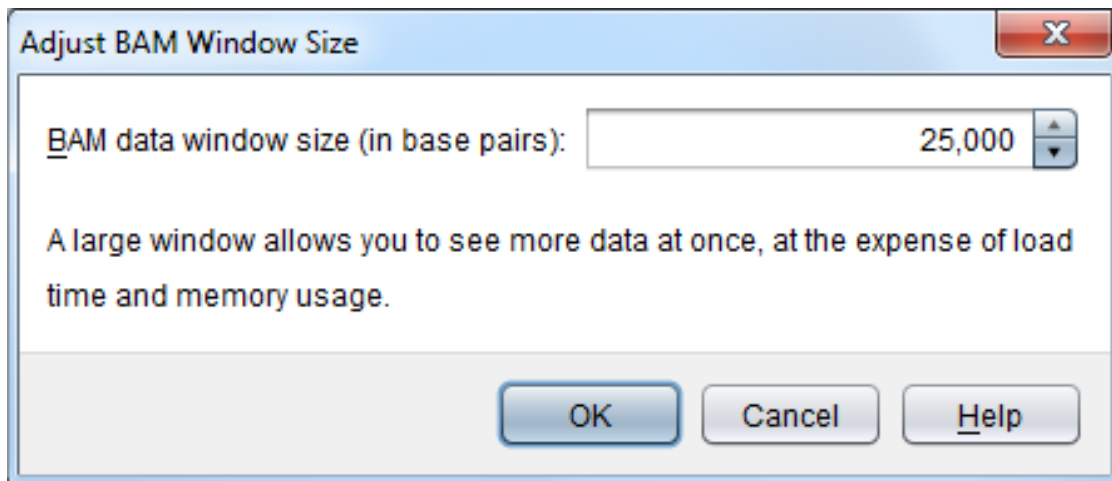 Adjust BAM Window Size
BAM data window size (in base pairs): 25,000
A large window allows you to see more data at once, at the expense of load
time and memory usage.
OK Cancel Help